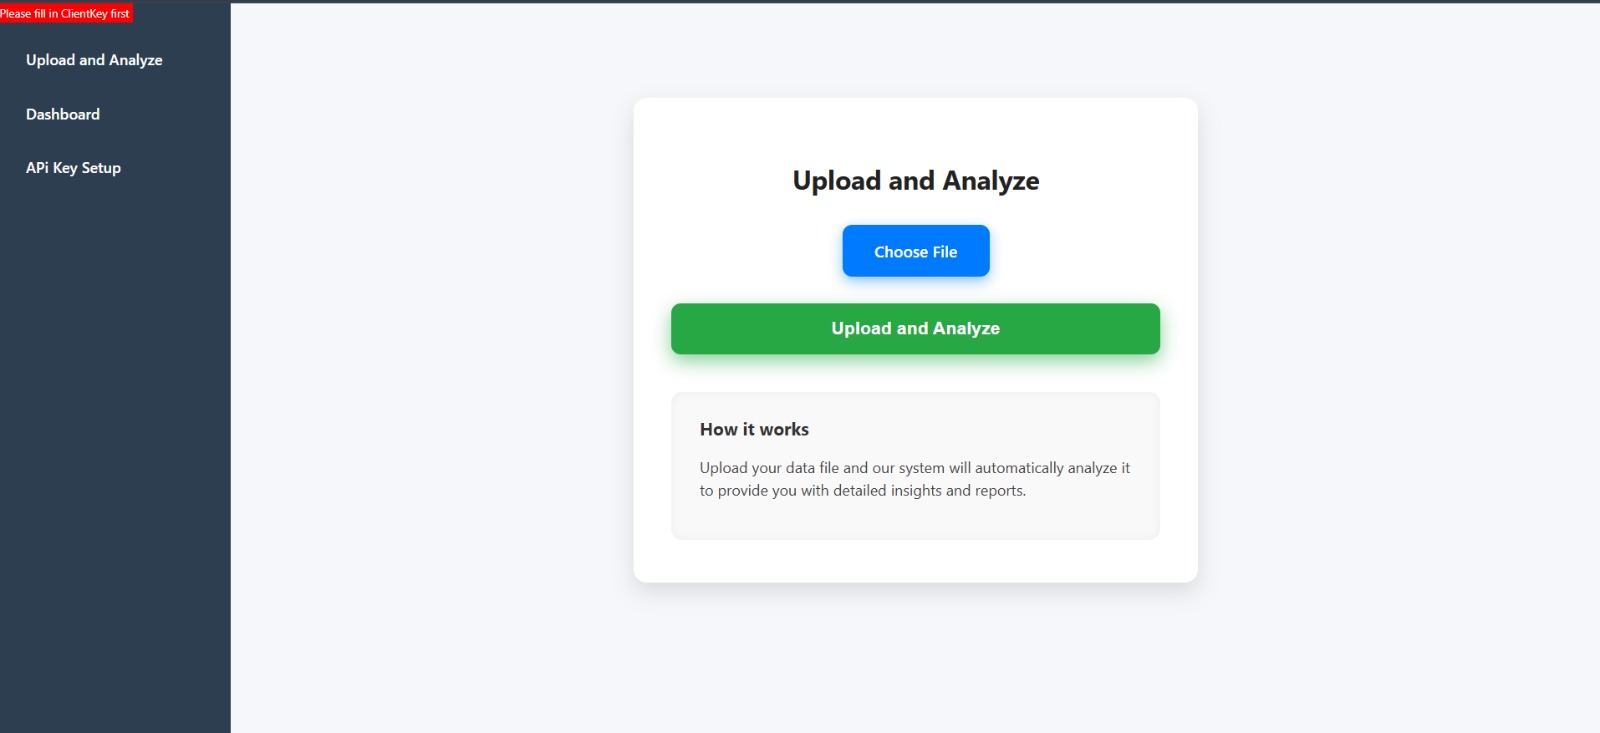 Please fill in ClientKey first
Upload and Analyze
Dashboard
APi Key Setup
Upload and Analyze
Choose File
Upload and Analyze
How it works
Upload your data file and our system will automatically analyze it
to provide you with detailed insights and reports.